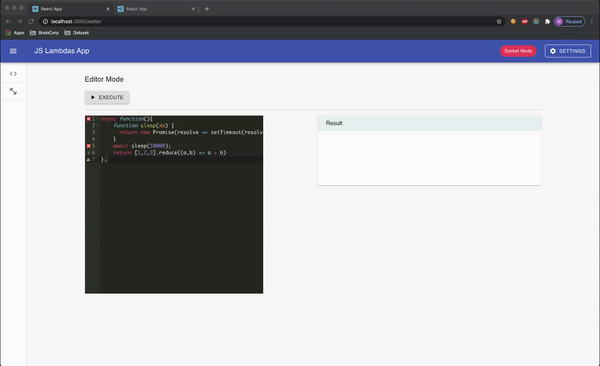 React App
React App
localhost:3000/editor
Paused
Apps
BrainCorp
Dataset
JS Lambdas App
Socket Mode
SETTINGS
Editor Mode
EXECUTE
1 async function(){
2 function sleep(ms) {
3 return new Promise(resolve => setTimeout(resolv
4 }
5 await sleep(10000);
6 return [1,2,3].reduce((a,b) => a + b)
7 };
Result